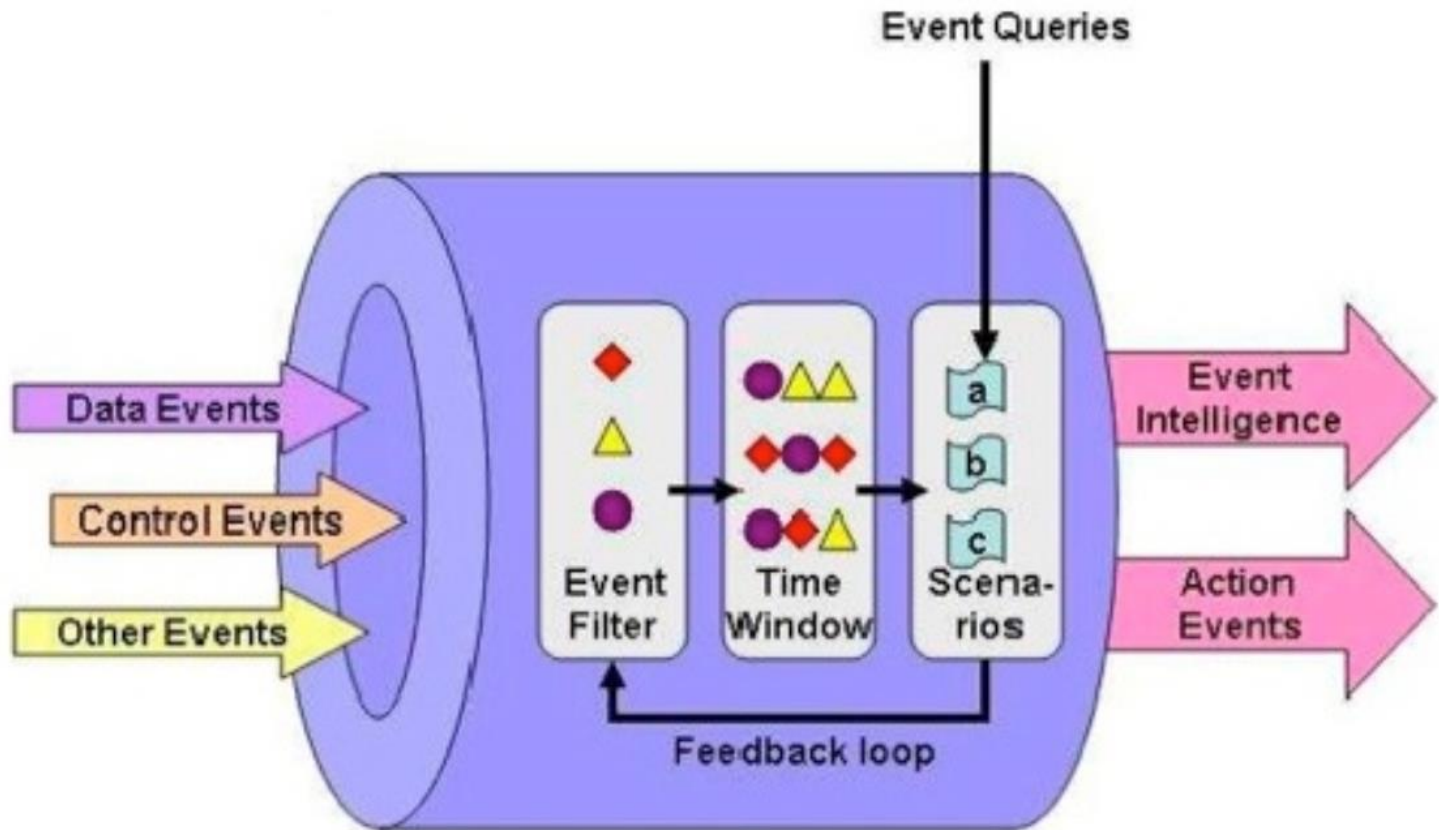 Event Queries
Data Events
Control Events
Other Events
Event
Filter
Time
Window
a
b
c
Scena-
rios
Feedback loop
Event
Intelligence
Action
Events